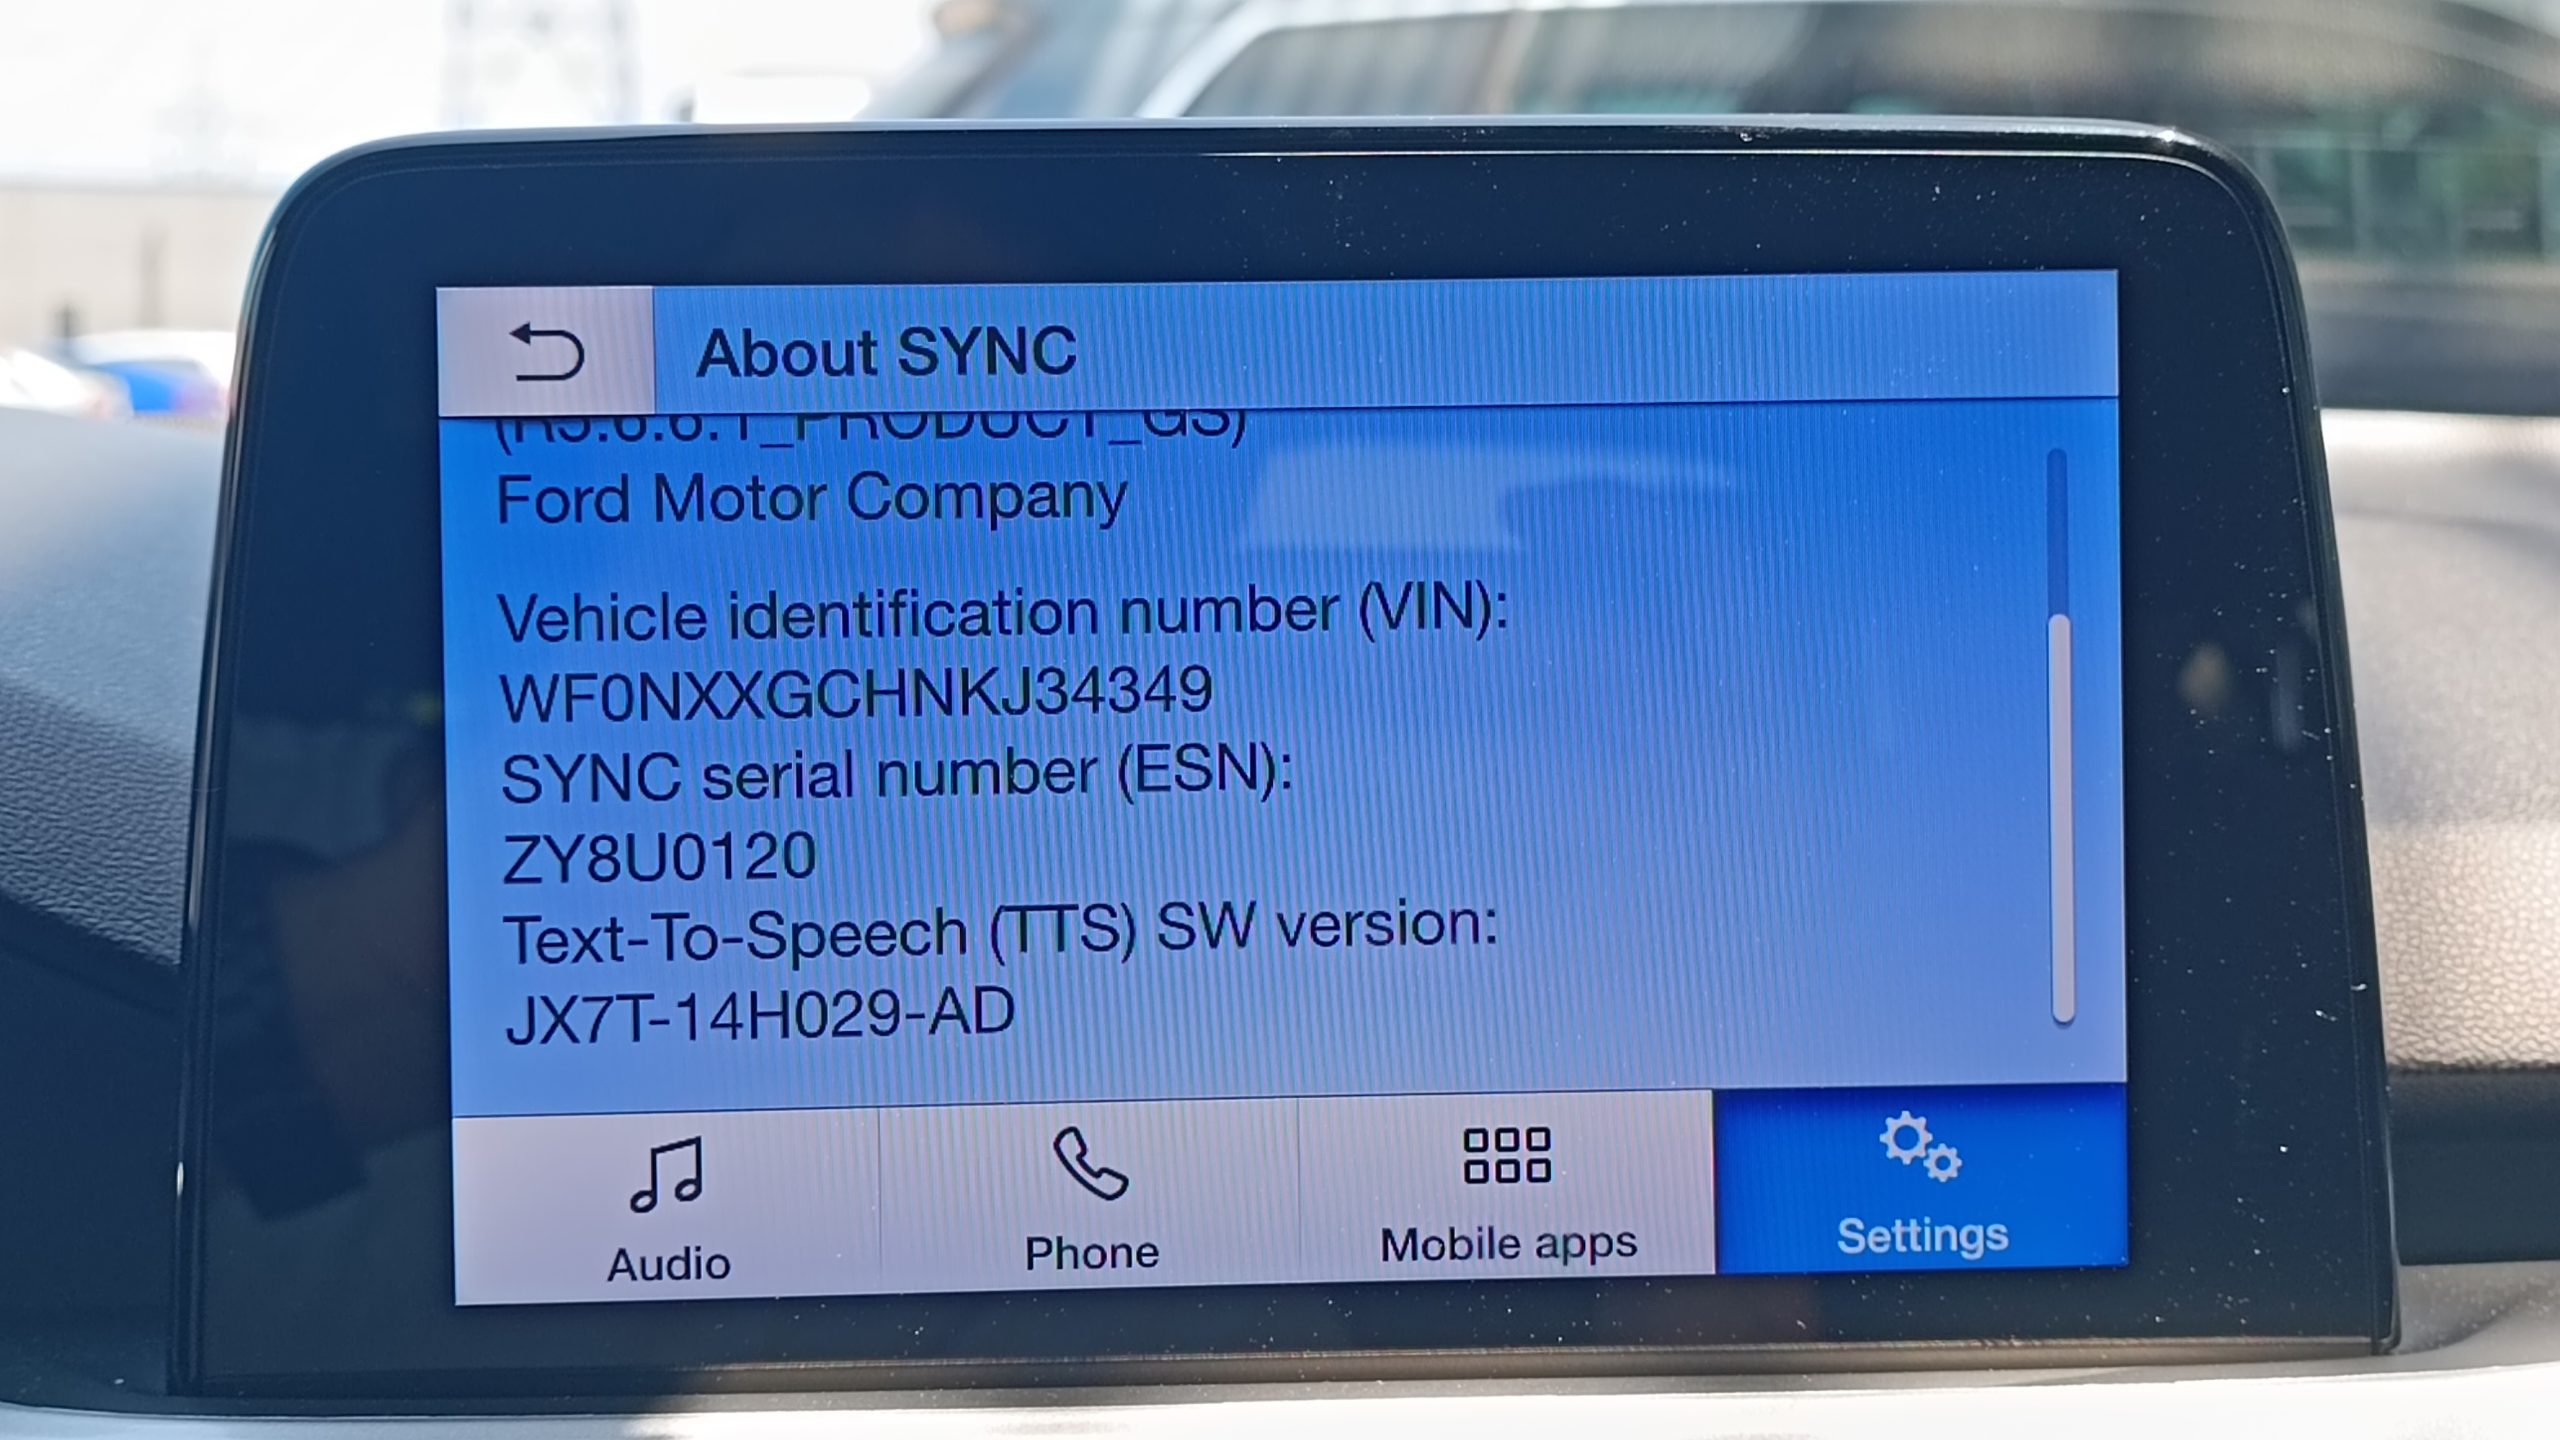 About SYNC
Ford Motor Company
Vehicle identification number (VIN):
WF0NXXGCHNKJ34349
SYNC serial number (ESN):
ZY8U0120
Text-To-Speech (TTS) SW version:
JX7T-14H029-AD
Audio
Phone
Mobile apps
Settings